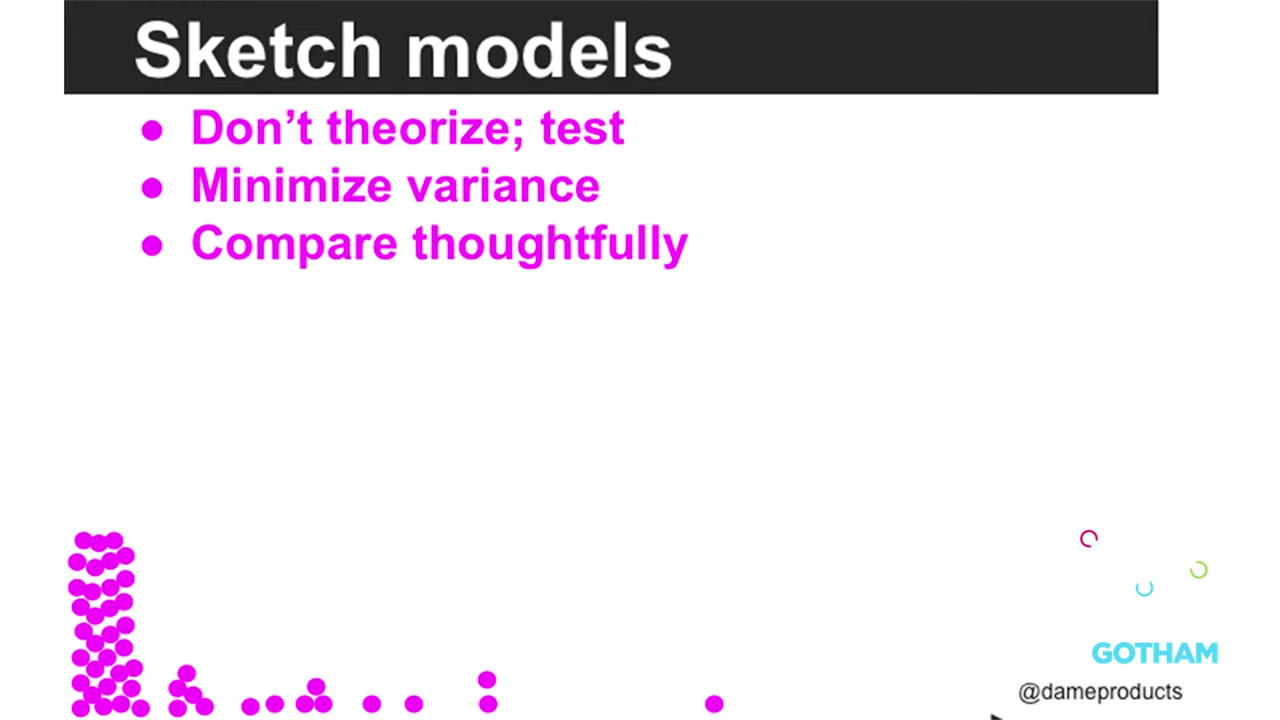 Sketch models
● Don’t theorize; test
● Minimize variance
● Compare thoughtfully
GOTHAM
@dameproducts